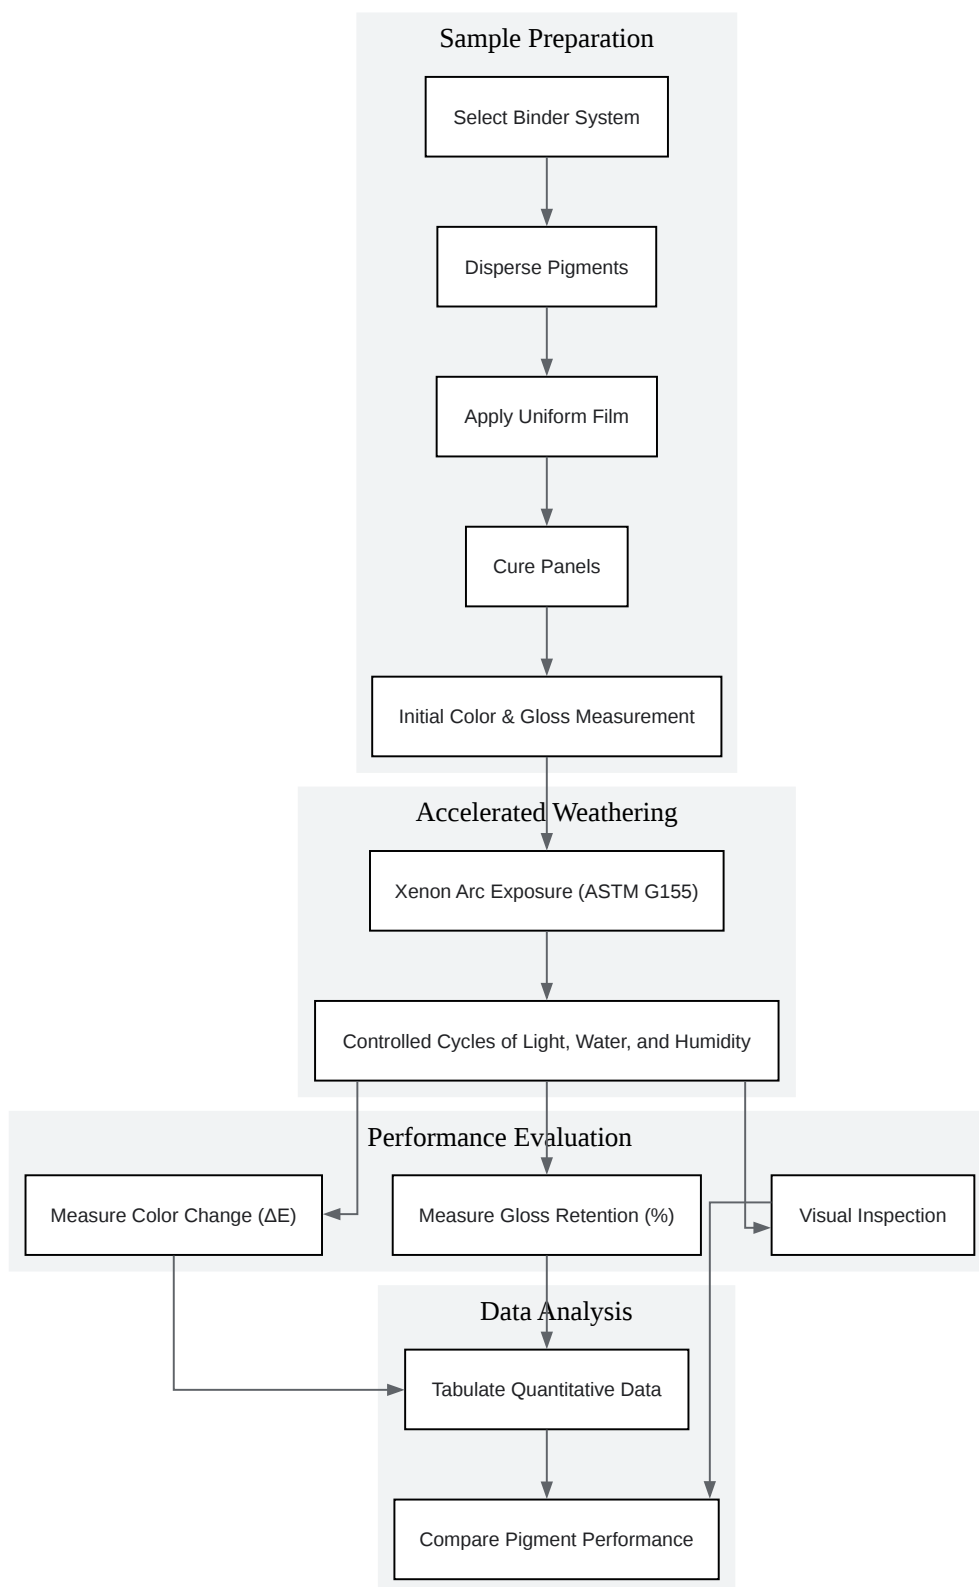 Sample Preparation
Select Binder System
Disperse Pigments
Apply Uniform Film
Cure Panels
Initial Color & Gloss Measurement
Accelerated Weathering
Xenon Arc Exposure (ASTM G155)
Controlled Cycles of Light, Water, and Humidity
Performance Evaluation
Measure Color Change (ΔE)
Measure Gloss Retention (%)
Visual Inspection
Data Analysis
Tabulate Quantitative Data
Compare Pigment Performance